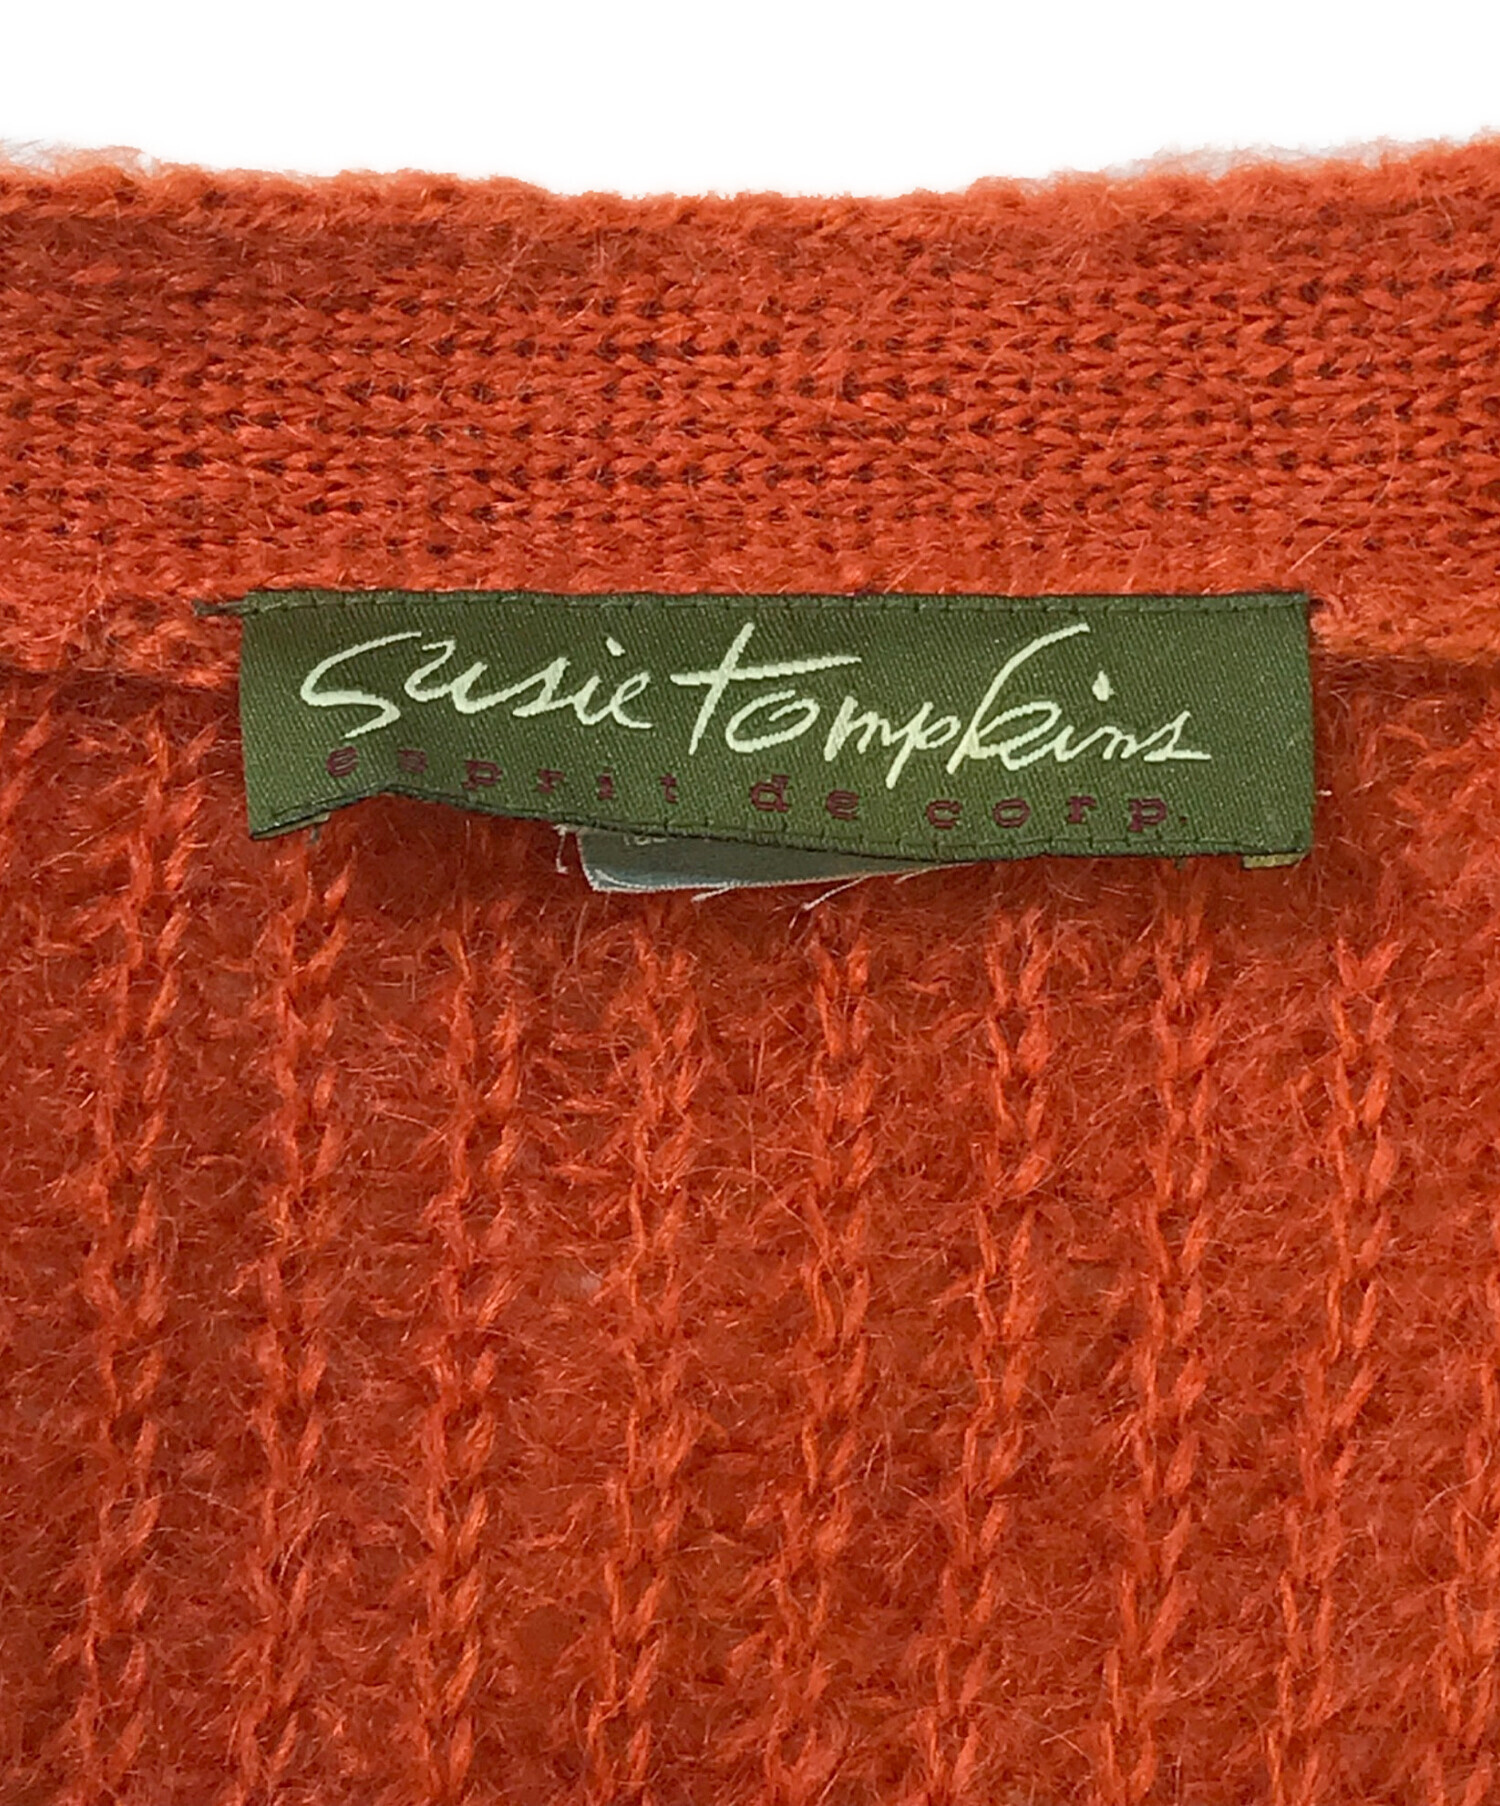 Susie Tompkins
esprit de corp.